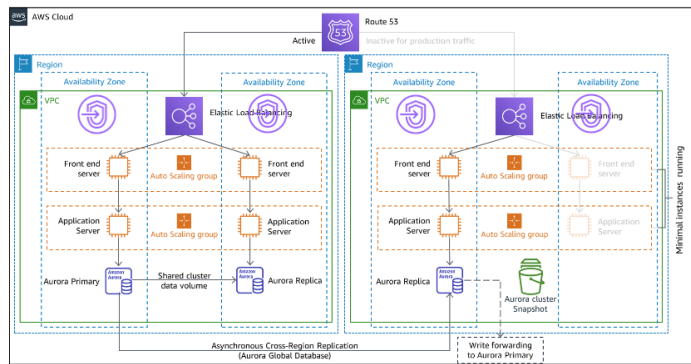 aws
AWS Cloud
Route 53
53
Active
Inactive for production traffic
Region
Availability Zone
Availability Zone
VPC
Elastic Load Balancing
Front end
server
Auto Scaling group
Front end
server
Application
Server
Auto Scaling group
Application
Server
Amazon
Aurora
Aurora Primary
Shared cluster
data volume
Amazon
Aurora
Aurora Replica
Region
Availability Zone
Availability Zone
VPC
Elastic Load Balancing
Front end
server
Auto Scaling group
Front end
server
Application
Server
Auto Scaling group
Application
Server
Minimal instances running
Amazon
Aurora
Aurora Replica
Aurora cluster
Snapshot
Asynchronous Cross-Region Replication
(Aurora Global Database)
Write forwarding
to Aurora Primary